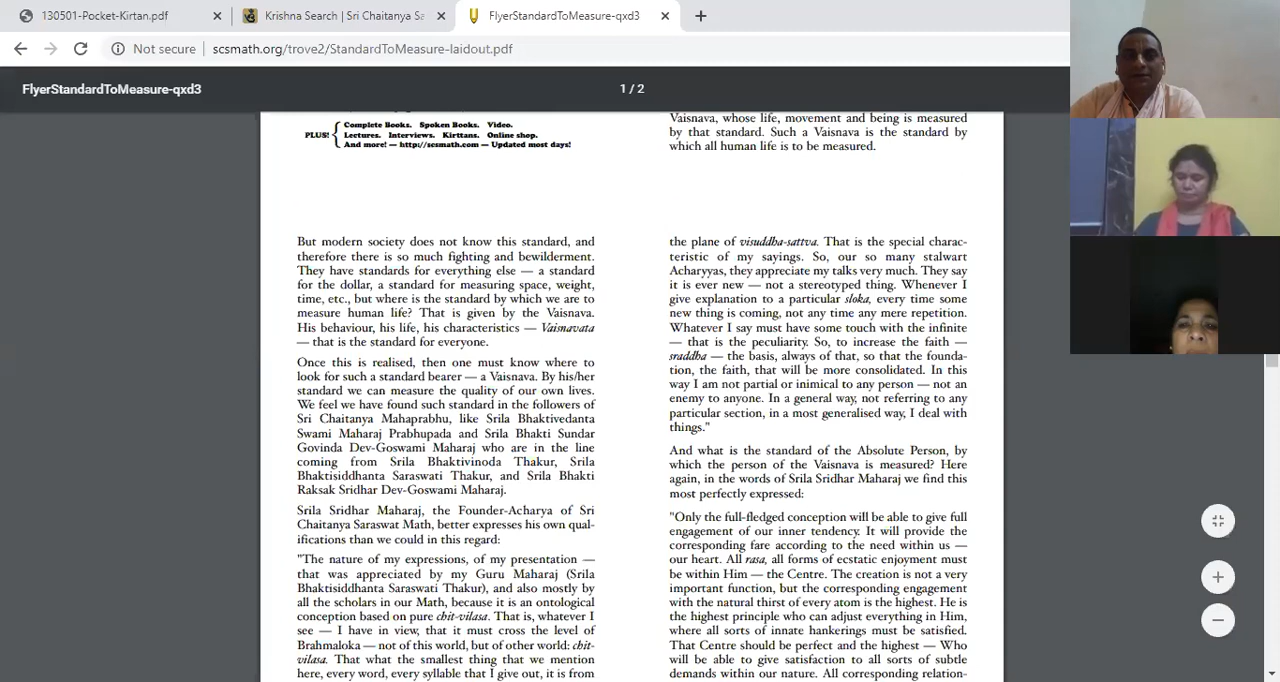 130501-Pocket-Kirtan.pdf
Krishna Search | Sri Chaitanya Sa
FlyerStandardToMeasure-qxd3
Not secure
scsmath.org/trove2/StandardToMeasure-laidout.pdf
FlyerStandardToMeasure-qxd3
1 / 2
PLUS!
Complete Books. Spoken Books. Video.
Lectures. Interviews. Kirttans. Online shop.
And more! — http://scsmath.com — Updated most days!
Vaisnava, whose life, movement and being is measured
by that standard. Such a Vaisnava is the standard by
which all human life is to be measured.
But modern society does not know this standard, and
therefore there is so much fighting and bewilderment.
They have standards for everything else — a standard
for the dollar, a standard for measuring space, weight,
time, etc., but where is the standard by which we are to
measure human life? That is given by the Vaisnava.
His behaviour, his life, his characteristics — Vaisnavata
— that is the standard for everyone.
Once this is realised, then one must know where to
look for such a standard bearer — a Vaisnava. By his/her
standard we can measure the quality of our own lives.
We feel we have found such standard in the followers of
Sri Chaitanya Mahaprabhu, like Srila Bhaktivedanta
Swami Maharaj Prabhupada and Srila Bhakti Sundar
Govinda Dev-Goswami Maharaj who are in the line
coming from Srila Bhaktivinoda Thakur, Srila
Bhaktisiddhanta Saraswati Thakur, and Srila Bhakti
Raksak Sridhar Dev-Goswami Maharaj.
Srila Sridhar Maharaj, the Founder-Acharya of Sri
Chaitanya Saraswat Math, better expresses his own qual-
ifications than we could in this regard:
"The nature of my expressions, of my presentation —
that was appreciated by my Guru Maharaj (Srila
Bhaktisiddhanta Saraswati Thakur), and also mostly by
all the scholars in our Math, because it is an ontological
conception based on pure chit-vilasa. That is, whatever I
see — I have in view, that it must cross the level of
Brahmaloka — not of this world, but of other world: chit-
vilasa. That what the smallest thing that we mention
here, every word, every syllable that I give out, it is from
the plane of visuddha-sattva. That is the special charac-
teristic of my sayings. So, our so many stalwart
Acharyyas, they appreciate my talks very much. They say
it is ever new — not a stereotyped thing. Whenever I
give explanation to a particular sloka, every time some
new thing is coming, not any time any mere repetition.
Whatever I say must have some touch with the infinite
— that is the peculiarity. So, to increase the faith —
sraddha — the basis, always of that, so that the founda-
tion, the faith, that will be more consolidated. In this
way I am not partial or inimical to any person — not an
enemy to anyone. In a general way, not referring to any
particular section, in a most generalised way, I deal with
things."
And what is the standard of the Absolute Person, by
which the person of the Vaisnava is measured? Here
again, in the words of Srila Sridhar Maharaj we find this
most perfectly expressed:
"Only the full-fledged conception will be able to give full
engagement of our inner tendency. It will provide the
corresponding fare according to the need within us —
our heart. All rasa, all forms of ecstatic enjoyment must
be within Him — the Centre. The creation is not a very
important function, but the corresponding engagement
with the natural thirst of every atom is the highest. He is
the highest principle who can adjust everything in Him,
where all sorts of innate hankerings must be satisfied.
That Centre should be perfect and the highest — Who
will be able to give satisfaction to all sorts of subtle
demands within our nature. All corresponding relation-